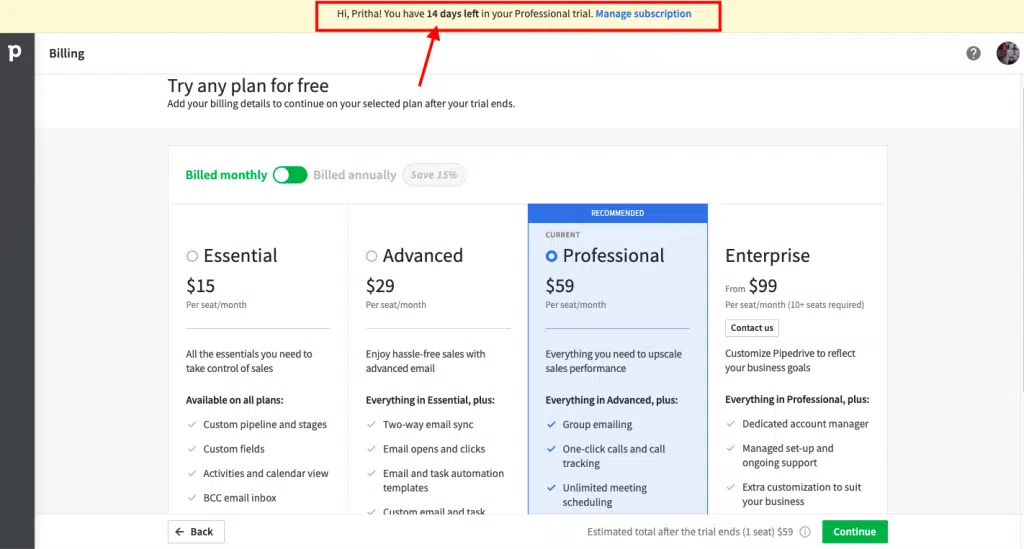 Hi, Pritha! You have 14 days left in your Professional trial. Manage subscription
p
Billing
?
Try any plan for free
Add your billing details to continue on your selected plan after your trial ends.
Billed monthly Billed annually Save 15%
Essential
$15
Per seat/month
All the essentials you need to
take control of sales
Available on all plans:
Custom pipeline and stages
Custom fields
Activities and calendar view
BCC email inbox
Advanced
$29
Per seat/month
Enjoy hassle-free sales with
advanced email
Everything in Essential, plus:
Two-way email sync
Email opens and clicks
Email and task automation
templates
Custom email and task
RECOMMENDED
CURRENT
Professional
$59
Per seat/month
Everything you need to upscale
sales performance
Everything in Advanced, plus:
Group emailing
One-click calls and call
tracking
Unlimited meeting
scheduling
Enterprise
From $99
Per seat/month (10+ seats required)
Contact us
Customize Pipedrive to reflect
your business goals
Everything in Professional, plus:
Dedicated account manager
Managed set-up and
ongoing support
Extra customization to suit
your business
Back
Estimated total after the trial ends (1 seat) $59
Continue